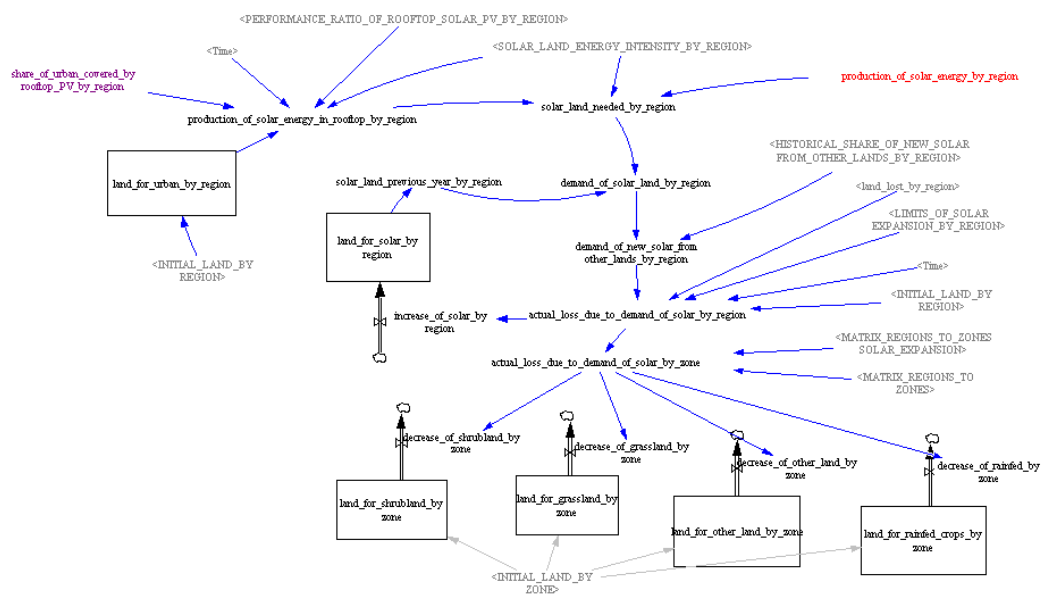 <PERFORMANCE_RATIO_OF_ROOFTOP_SOLAR_PV_BY_REGION>
<Time>
<SOLAR_LAND_ENERGY_INTENSITY_BY_REGION>
share_of_urban_covered_by
rooftop_PV_by_region
production_of_solar_energy_by_region
solar_land_needed_by_region
production_of_solar_energy_in_rooftop_by_region
<HISTORICAL_SHARE_OF_NEW_SOLAR
FROM_OTHER_LANDS_BY_REGION>
land_for_urban_by_region
solar_land_previous_year_by_region
demand_of_solar_land_by_region
<land_lost_by_region>
<LIMITS_OF_SOLAR
EXPANSION_BY_REGION>
land_for_solar_by
region
demand_of_new_solar_from
other_lands_by_region
<INITIAL_LAND_BY
REGION>
<Time>
<INITIAL_LAND_BY
REGION>
increase_of_solar_by
region
actual_loss_due_to_demand_of_solar_by_region
<MATRIX_REGIONS_TO_ZONES
SOLAR_EXPANSION>
actual_loss_due_to_demand_of_solar_by_zone
<MATRIX_REGIONS_TO
ZONES>
decrease_of_shrubland_by
zone
decrease_of_grassland_by
zone
decrease_of_other_land_by
zone
decrease_of_rainfed_by
zone
land_for_shrubland_by
zone
land_for_grassland_by
zone
land_for_other_land_by_zone
land_for_rainfed_crops_by
zone
<INITIAL_LAND_BY
ZONE>